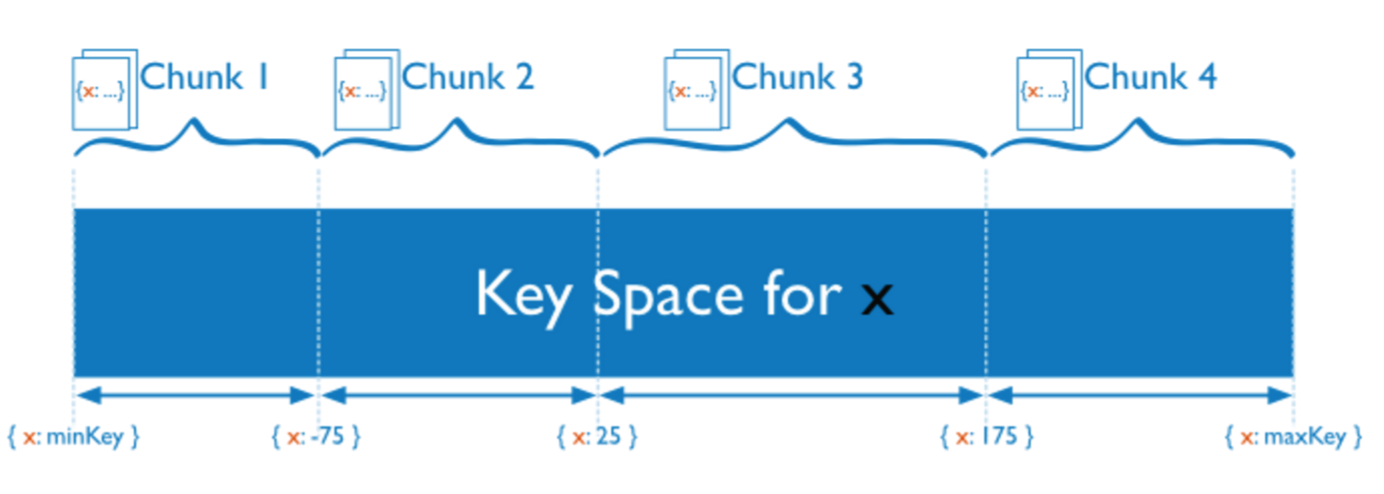 {x: ...} Chunk 1
{x: ...} Chunk 2
{x: ...} Chunk 3
{x: ...} Chunk 4
Key Space for x
{ x: minKey }
{ x: -75 }
{ x: 25 }
{ x: 175 }
{ x: maxKey }